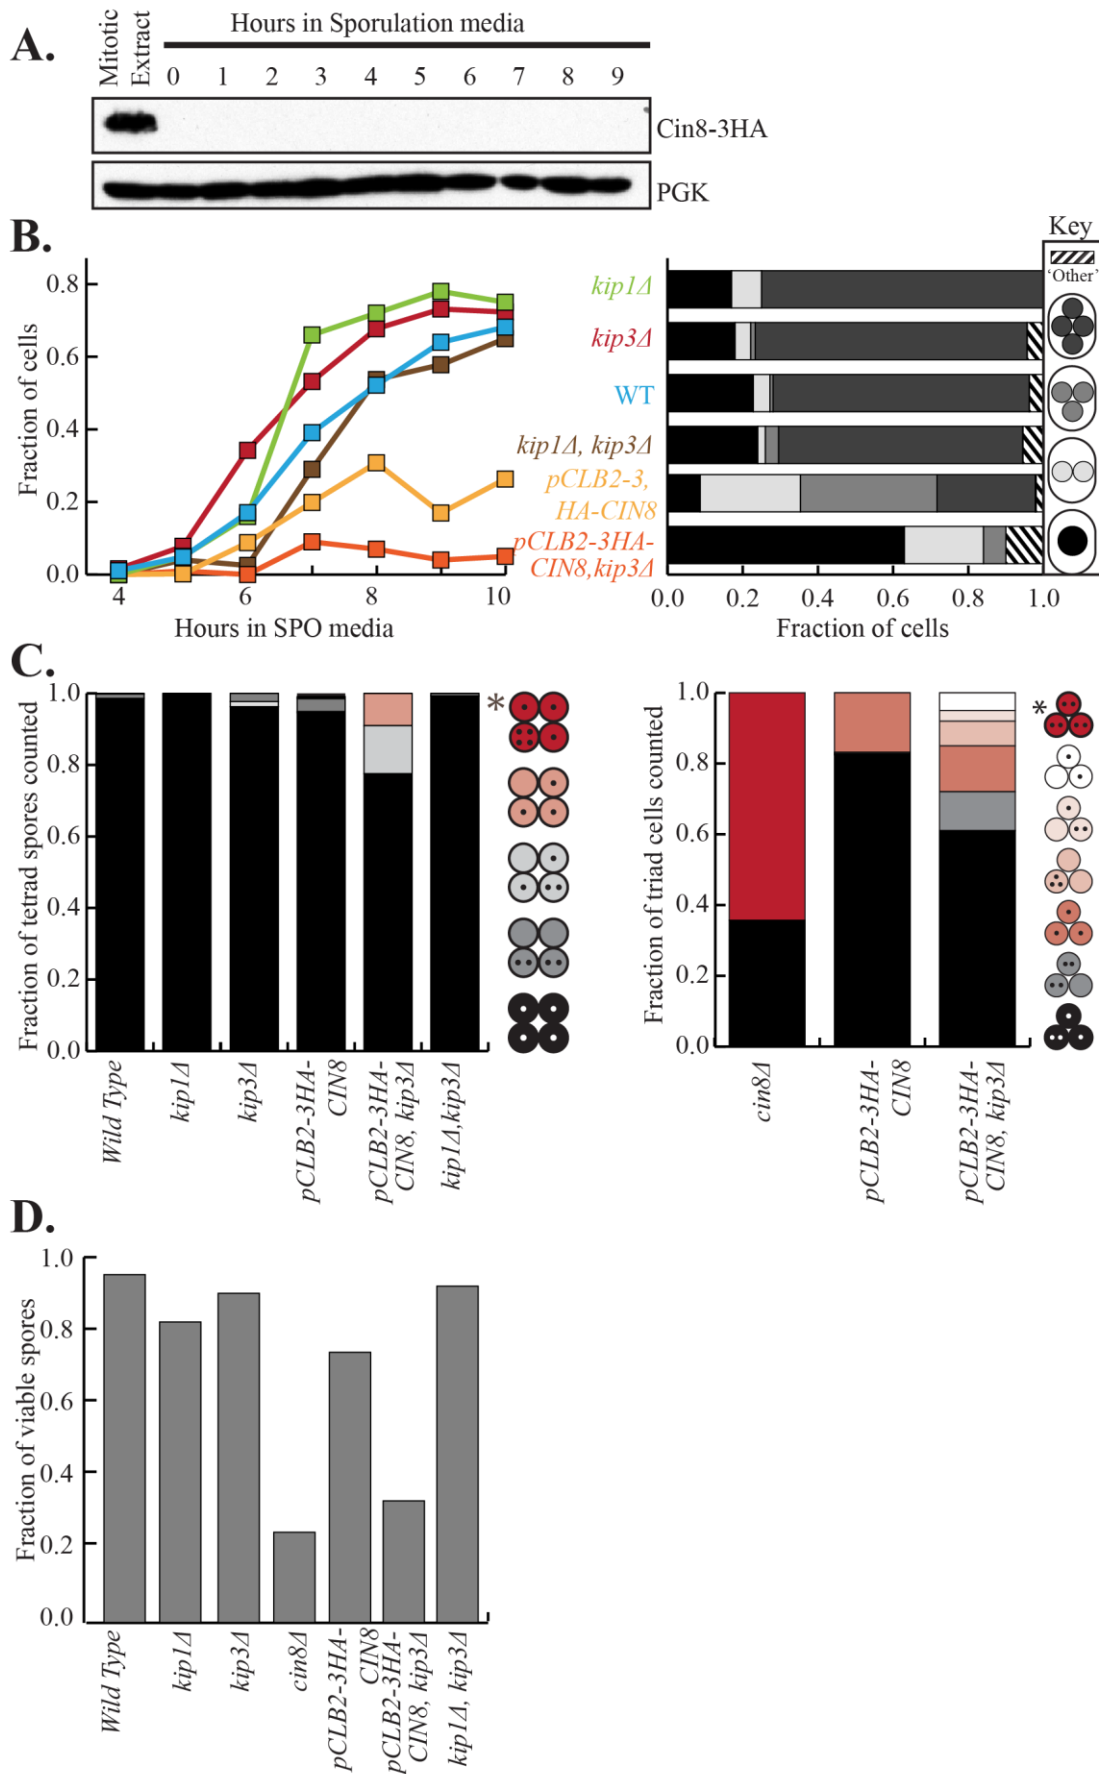 A.
Mitotic
Extract
Hours in Sporulation media
0 1 2 3 4 5 6 7 8 9
Cin8-3HA
PGK
B.
Key
'Other'
Fraction of cells
0.8
0.6
0.4
0.2
0.0
4 6 8 10
Hours in SPO media
kip1Δ
kip3Δ
WT
kip1Δ, kip3Δ
pCLB2-3,
HA-CIN8
pCLB2-3HA-
CIN8,kip3Δ
0.0 0.2 0.4 0.6 0.8 1.0
Fraction of cells
C.
Fraction of tetrad spores counted
1.0
0.8
0.6
0.4
0.2
0.0
*
Wild Type
kip1Δ
kip3Δ
pCLB2-3HA-
CIN8
pCLB2-3HA-
CIN8, kip3Δ
kip1Δ,kip3Δ
Fraction of triad cells counted
1.0
0.8
0.6
0.4
0.2
0.0
*
cin8Δ
pCLB2-3HA-
CIN8
pCLB2-3HA-
CIN8, kip3Δ
D.
Fraction of viable spores
1.0
0.8
0.6
0.4
0.2
0.0
Wild Type
kip1Δ
kip3Δ
cin8Δ
pCLB2-3HA-
CIN8
pCLB2-3HA-
CIN8, kip3Δ
kip1Δ, kip3Δ